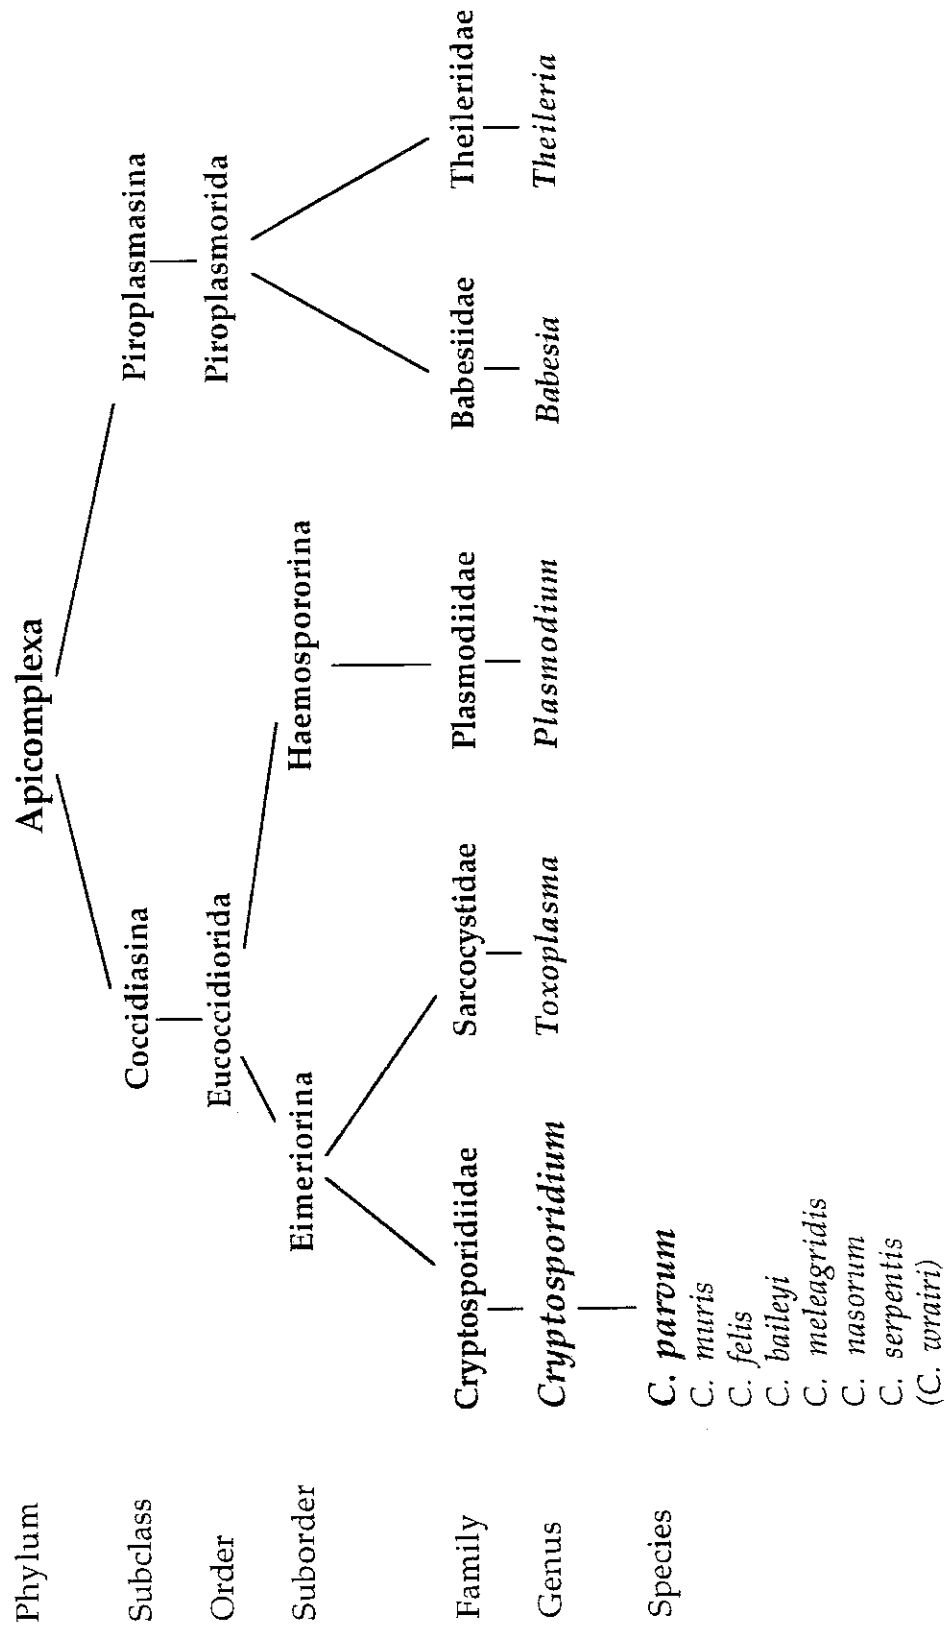 Phylum
Apicomplexa
Subclass
Coccidiasina
Piroplasmasina
Order
Eucoccidiorida
Piroplasmorida
Suborder
Eimeriorina
Haemospororina
Family
Cryptosporidiidae
Sarcocystidae
Plasmodiidae
Babesiidae
Theileriidae
Genus
Cryptosporidium
Toxoplasma
Plasmodium
Babesia
Theileria
Species
C. parvum
C. muris
C. felis
C. baileyi
C. meleagridis
C. nasorum
C. serpentis
(C. wrairi)